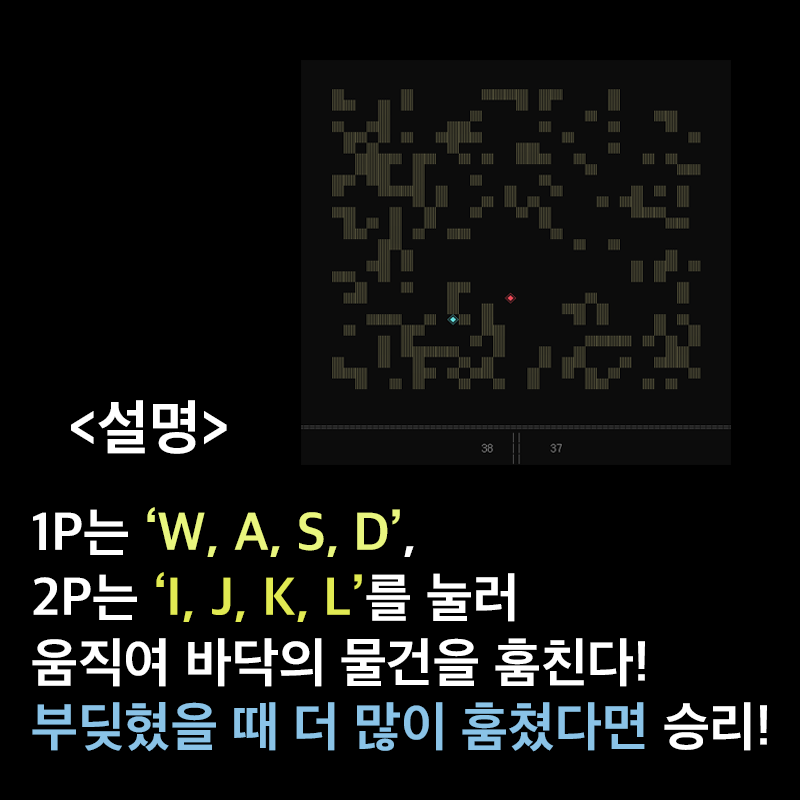 38 37
<설명>
1P는 ‘W, A, S, D’,
2P는 ‘I, J, K, L’를 눌러
움직여 바닥의 물건을 훔친다!
부딪혔을 때 더 많이 훔쳤다면 승리!